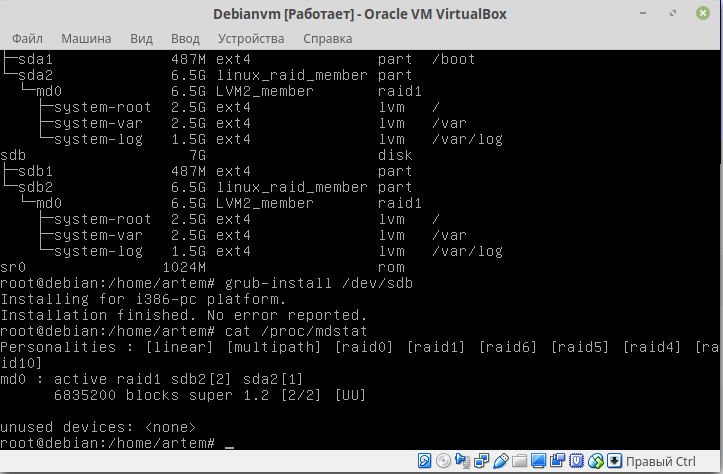 Debianvm [Работает] - Oracle VM VirtualBox
Файл Машина Вид Ввод Устройства Справка
├─sda1 487M ext4 part /boot
└─sda2 6.5G linux_raid_member part
└─md0 6.5G LVM2_member raid1
├─system-root 2.5G ext4 lvm /
├─system-var 2.5G ext4 lvm /var
└─system-log 1.5G ext4 lvm /var/log
sdb 7G disk
├─sdb1 487M ext4 part
└─sdb2 6.5G linux_raid_member part
└─md0 6.5G LVM2_member raid1
├─system-root 2.5G ext4 lvm /
├─system-var 2.5G ext4 lvm /var
└─system-log 1.5G ext4 lvm /var/log
sr0 1024M rom
root@debian:/home/artem# grub-install /dev/sdb
Installing for i386-pc platform.
Installation finished. No error reported.
root@debian:/home/artem# cat /proc/mdstat
Personalities : [linear] [multipath] [raid0] [raid1] [raid6] [raid5] [raid4] [ra
id10]
md0 : active raid1 sdb2[2] sda2[1]
6835200 blocks super 1.2 [2/2] [UU]
unused devices: <none>
root@debian:/home/artem# _
Правый Ctrl